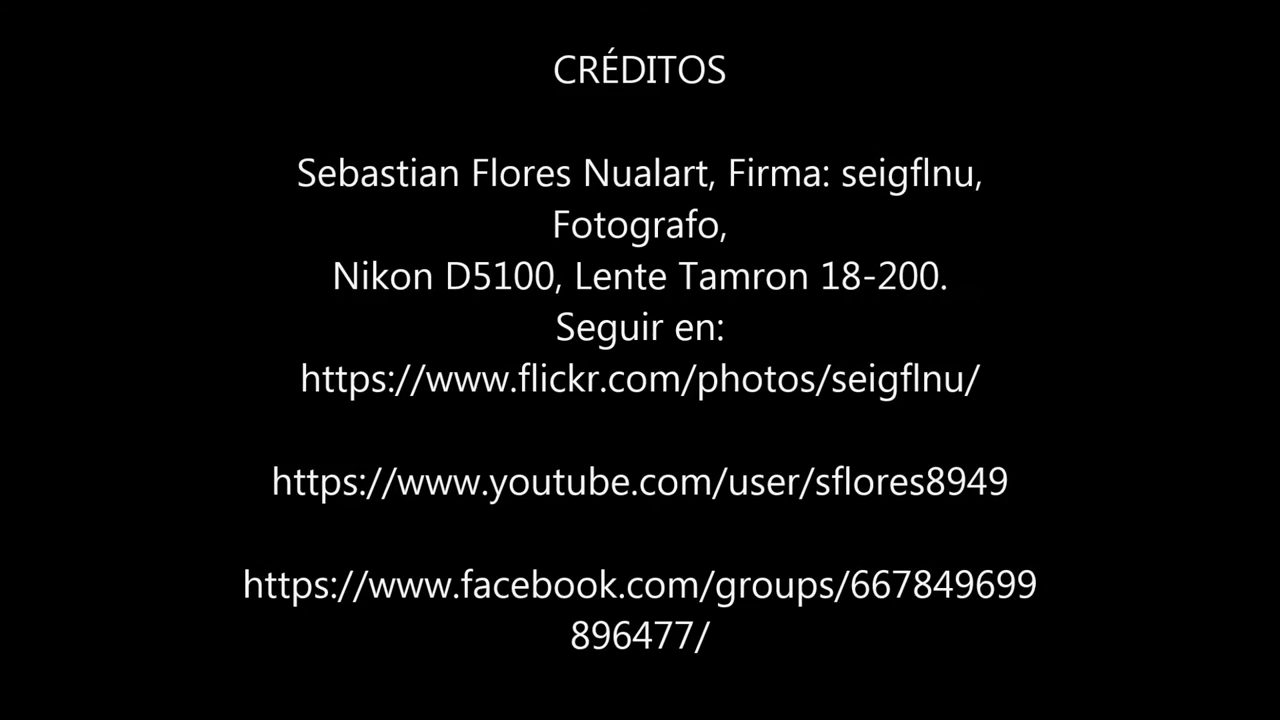 CRÉDITOS
Sebastian Flores Nualart, Firma: seigflnu,
Fotografo,
Nikon D5100, Lente Tamron 18-200.
Seguir en:
https://www.flickr.com/photos/seigflnu/
https://www.youtube.com/user/sflores8949
https://www.facebook.com/groups/667849699
896477/